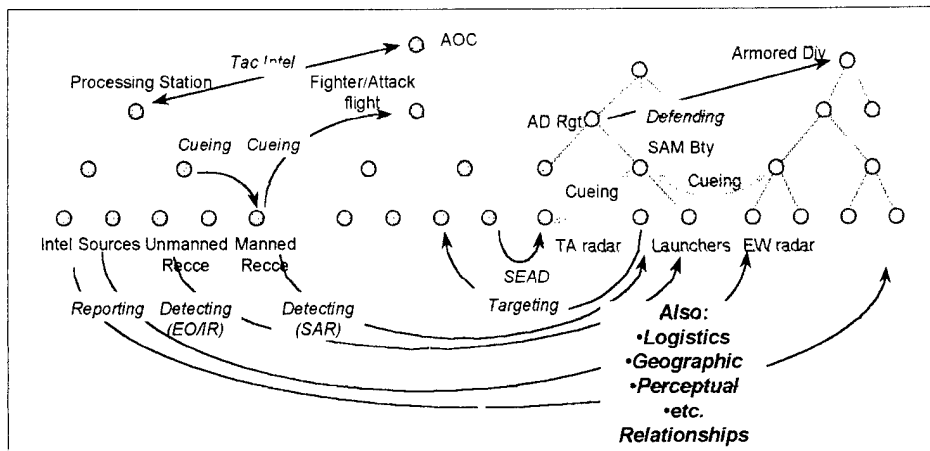 AOC
Armored Div
Tac Intel
Processing Station
Fighter/Attack
flight
AD Rgt
Defending
SAM Bty
Cueing
Cueing
Cueing
Cueing
Intel Sources
Unmanned
Recce
Manned
Recce
TA radar
Launchers
EW radar
SEAD
Targeting
Reporting
Detecting
(EO/IR)
Detecting
(SAR)
Also:
•Logistics
•Geographic
•Perceptual
•etc.
Relationships